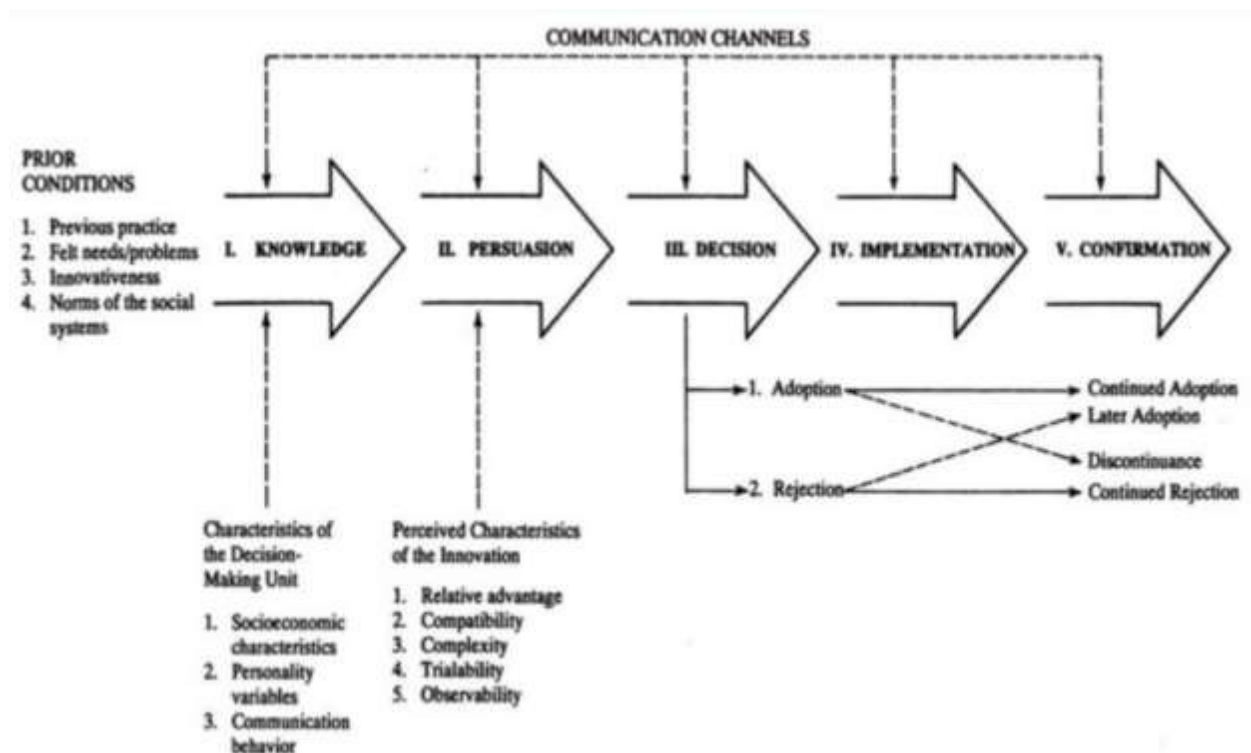 COMMUNICATION CHANNELS
PRIOR
CONDITIONS
1. Previous practice
2. Felt needs/problems
3. Innovativeness
4. Norms of the social
systems
I. KNOWLEDGE
II. PERSUASION
III. DECISION
IV. IMPLEMENTATION
V. CONFIRMATION
1. Adoption
2. Rejection
Continued Adoption
Later Adoption
Discontinuance
Continued Rejection
Characteristics of
the Decision-
Making Unit
1. Socioeconomic
characteristics
2. Personality
variables
3. Communication
behavior
Perceived Characteristics
of the Innovation
1. Relative advantage
2. Compatibility
3. Complexity
4. Trialability
5. Observability